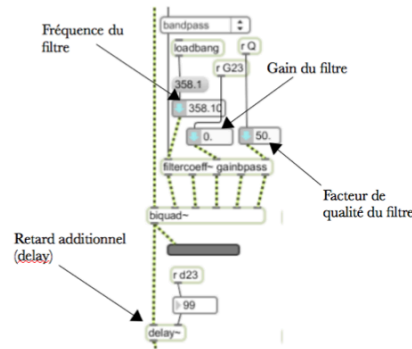 bandpass
Fréquence du
filtre
loadbang
r Q
r G23
358.1
Gain du filtre
358.10
0.
50.
filtercoeff~ gainbpass
Facteur de
qualité du filtre
biquad~
Retard additionnel
(delay)
r d23
99
delay~